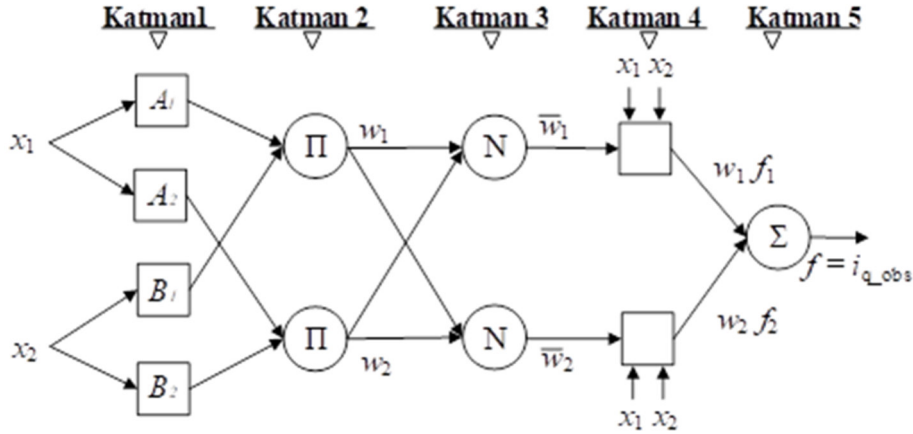 Katman1 Katman 2 Katman 3 Katman 4 Katman 5
x₁ x₂
A₁
x₁
Π w₁ N w̅₁
w₁ f₁
A₂
Σ
f = i_q_obs
B₁
w₂ f₂
x₂
Π w₂ N w̅₂
B₂
x₁ x₂